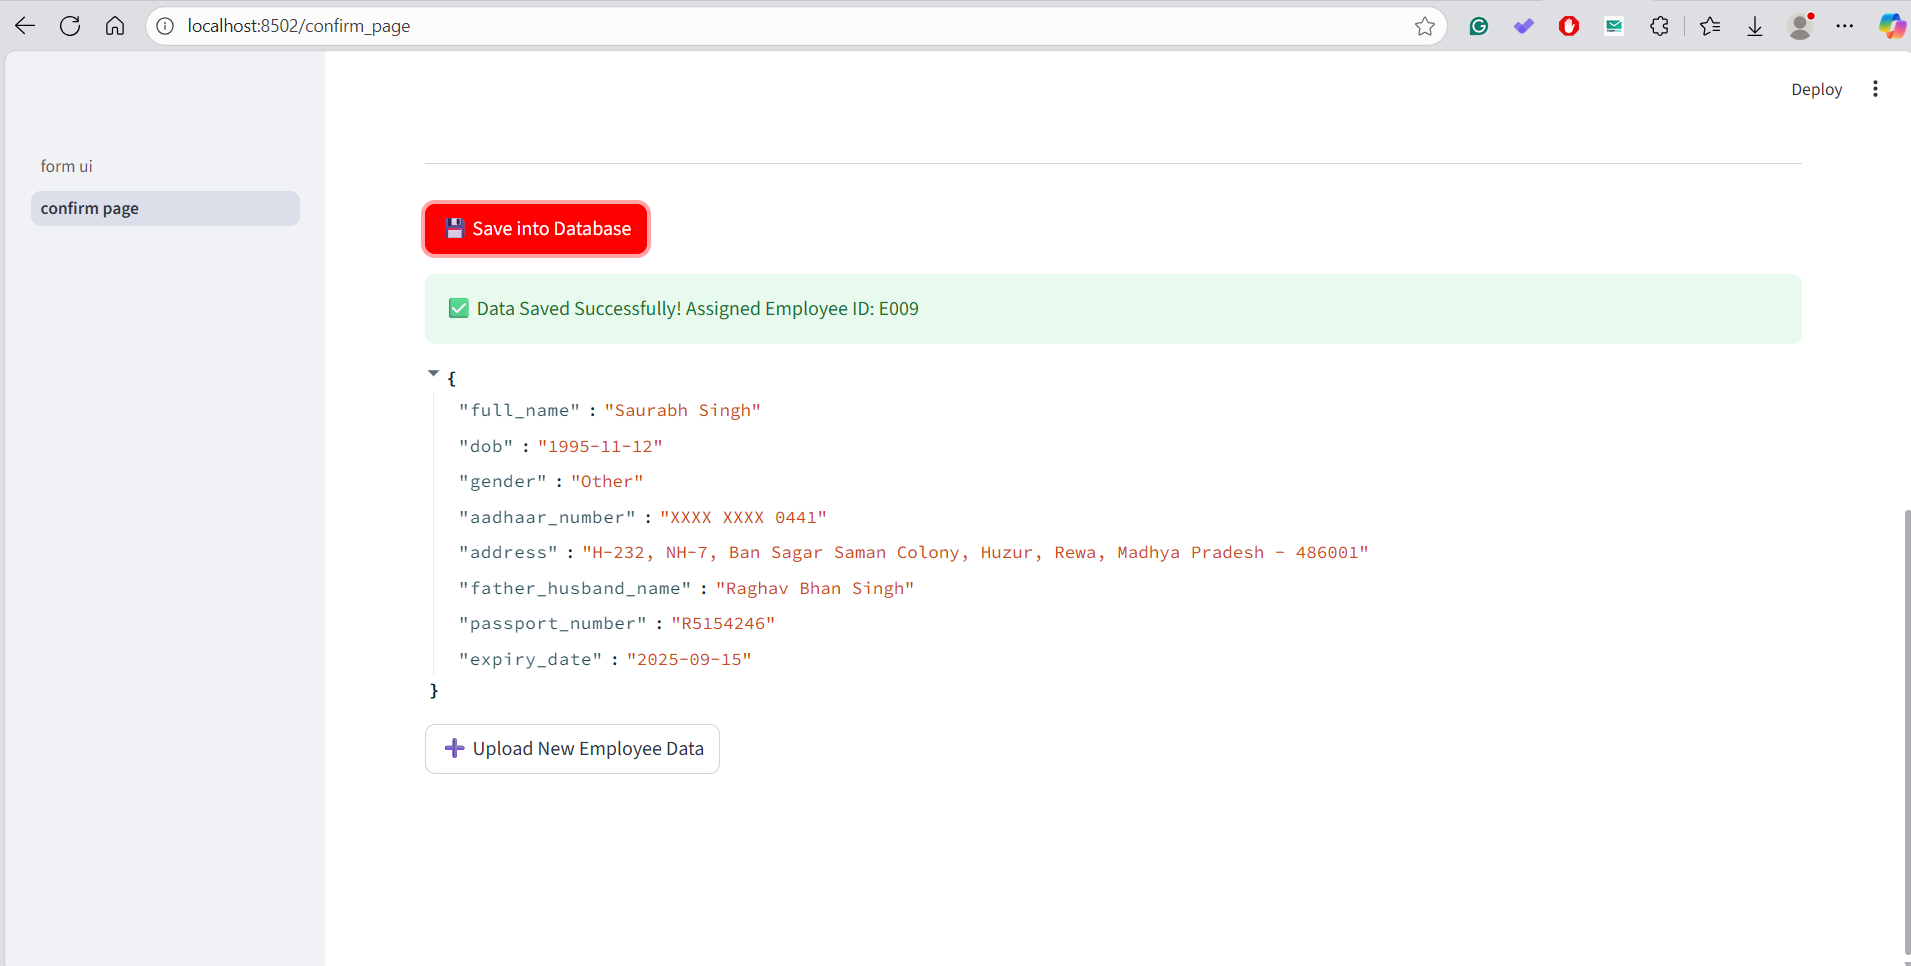 localhost:8502/confirm_page
Deploy
form ui
confirm page
Save into Database
Data Saved Successfully! Assigned Employee ID: E009
{
"full_name" : "Saurabh Singh"
"dob" : "1995-11-12"
"gender" : "Other"
"aadhaar_number" : "XXXX XXXX 0441"
"address" : "H-232, NH-7, Ban Sagar Saman Colony, Huzur, Rewa, Madhya Pradesh - 486001"
"father_husband_name" : "Raghav Bhan Singh"
"passport_number" : "R5154246"
"expiry_date" : "2025-09-15"
}
Upload New Employee Data